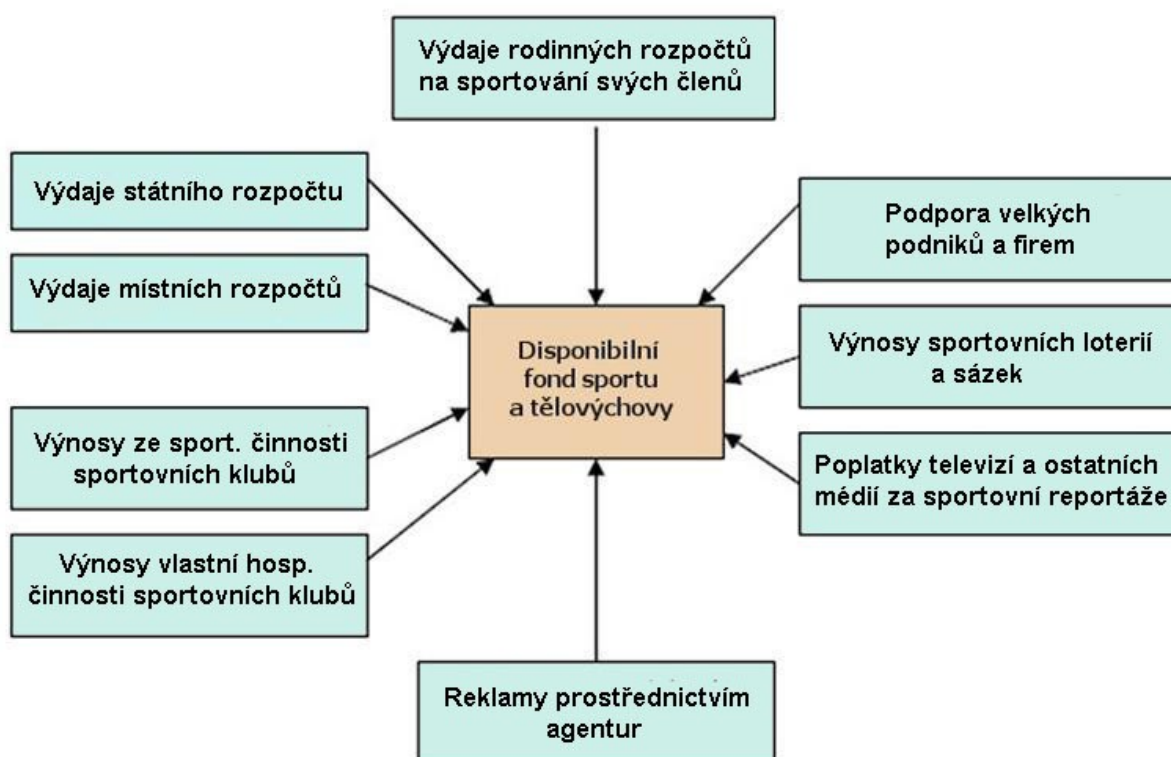 Výdaje rodinných rozpočtů
na sportování svých členů
Výdaje státního rozpočtu
Podpora velkých
podniků a firem
Výdaje místních rozpočtů
Disponibilní
fond sportu
a tělovýchovy
Výnosy sportovních loterií
a sázek
Výnosy ze sport. činnosti
sportovních klubů
Poplatky televizí a ostatních
médií za sportovní reportáže
Výnosy vlastní hosp.
činnosti sportovních klubů
Reklamy prostřednictvím
agentur